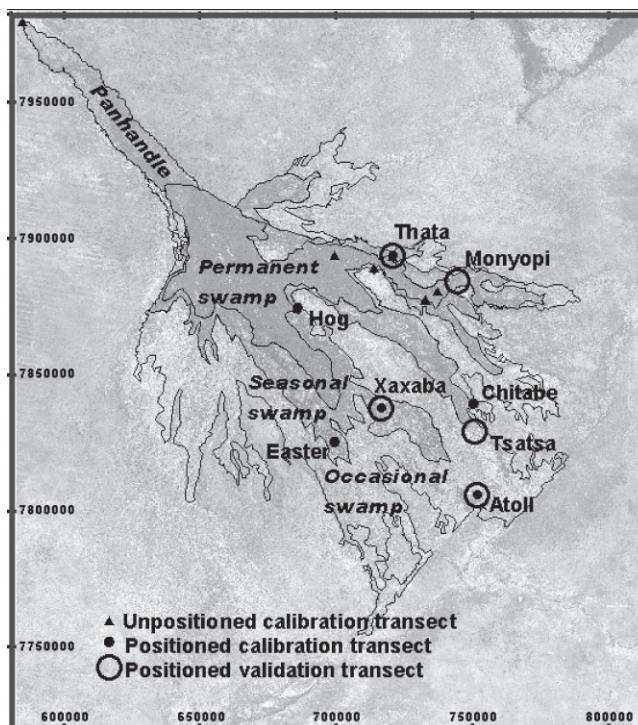 7950000
Panhandle
7900000
Thata
Monyopi
Permanent
swamp
Hog
7850000
Seasonal
swamp
Xaxaba
Chitabe
Easter
Tsatsa
Occasional
swamp
7800000
Atoll
Unpositioned calibration transect
Positioned calibration transect
7750000
Positioned validation transect
600000 650000 700000 750000 800000